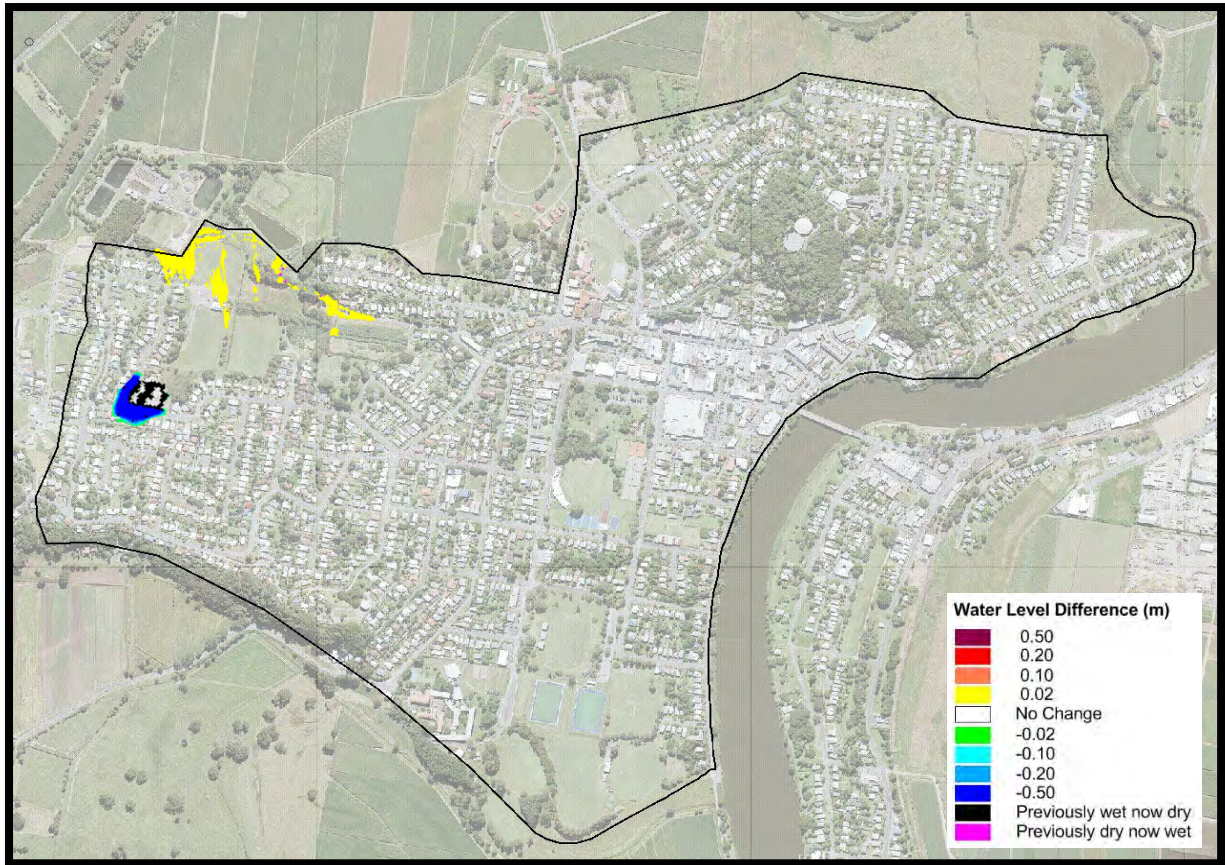 Water Level Difference (m)
0.50
0.20
0.10
0.02
No Change
-0.02
-0.10
-0.20
-0.50
Previously wet now dry
Previously dry now wet